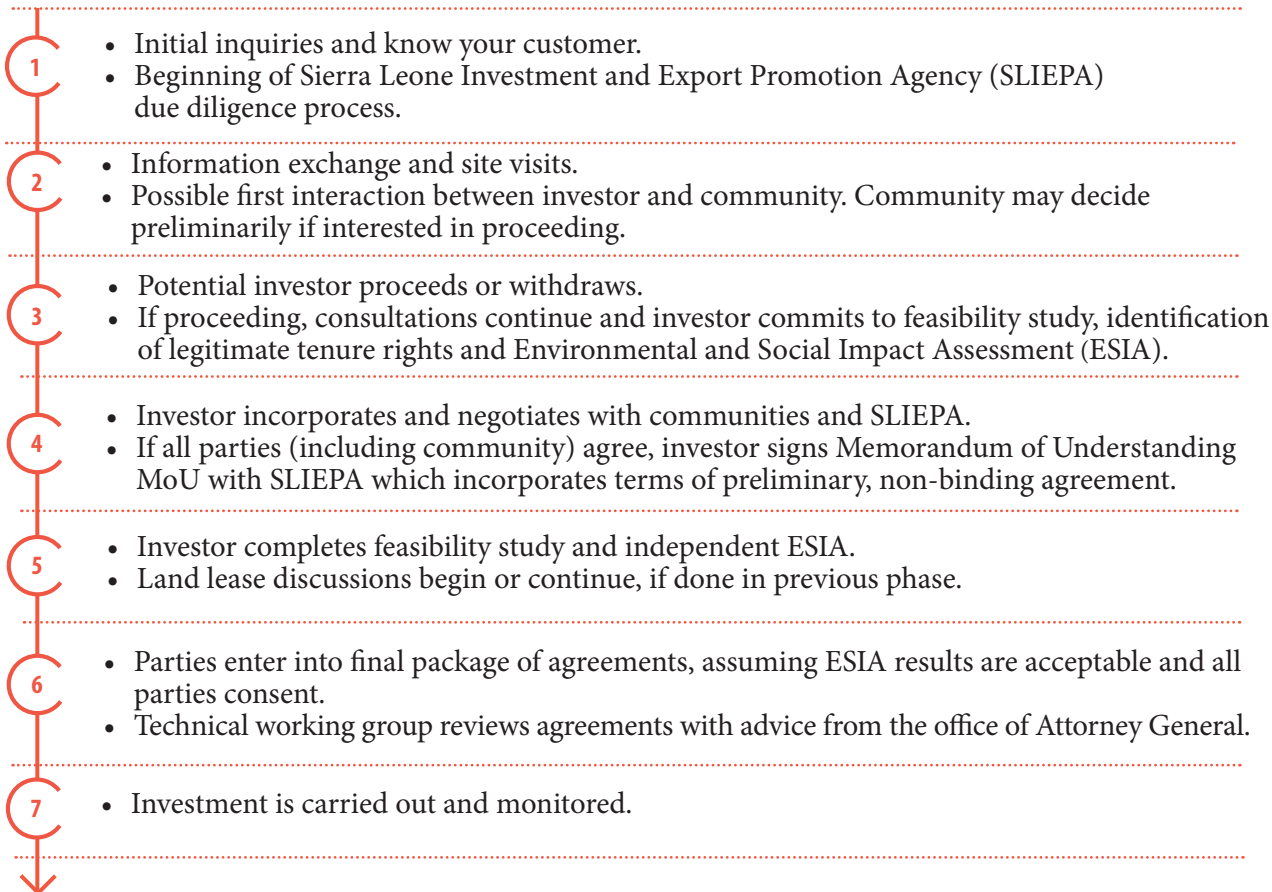 1
• Initial inquiries and know your customer.
• Beginning of Sierra Leone Investment and Export Promotion Agency (SLIEPA)
due diligence process.
2
• Information exchange and site visits.
• Possible first interaction between investor and community. Community may decide
preliminarily if interested in proceeding.
3
• Potential investor proceeds or withdraws.
• If proceeding, consultations continue and investor commits to feasibility study, identification
of legitimate tenure rights and Environmental and Social Impact Assessment (ESIA).
4
• Investor incorporates and negotiates with communities and SLIEPA.
• If all parties (including community) agree, investor signs Memorandum of Understanding
MoU with SLIEPA which incorporates terms of preliminary, non-binding agreement.
5
• Investor completes feasibility study and independent ESIA.
• Land lease discussions begin or continue, if done in previous phase.
6
• Parties enter into final package of agreements, assuming ESIA results are acceptable and all
parties consent.
• Technical working group reviews agreements with advice from the office of Attorney General.
7
• Investment is carried out and monitored.